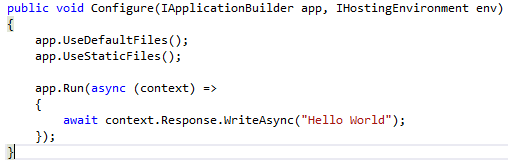 public void Configure(IApplicationBuilder app, IHostingEnvironment env)
{
    app.UseDefaultFiles();
    app.UseStaticFiles();

    app.Run(async (context) =>
    {
        await context.Response.WriteAsync("Hello World");
    });
}